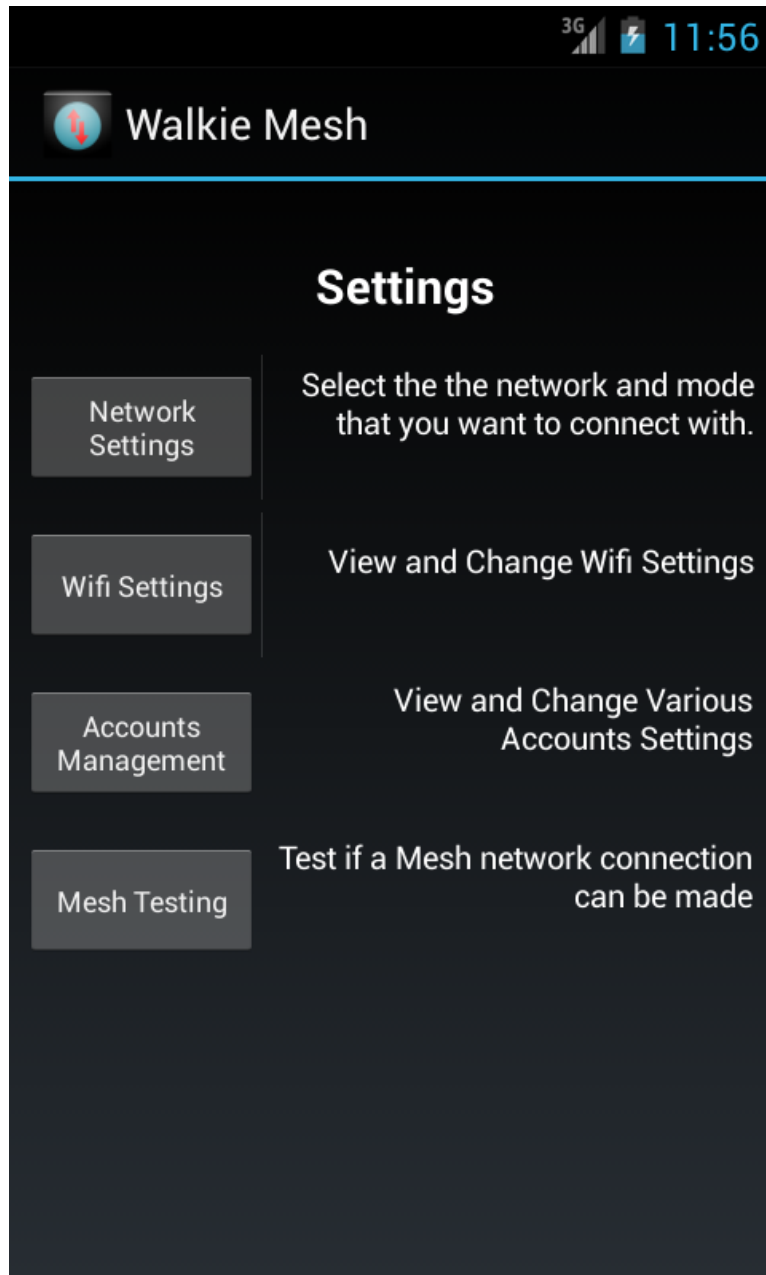 3G 11:56
Walkie Mesh
Settings
Network
Settings
Select the the network and mode
that you want to connect with.
Wifi Settings
View and Change Wifi Settings
Accounts
Management
View and Change Various
Accounts Settings
Mesh Testing
Test if a Mesh network connection
can be made